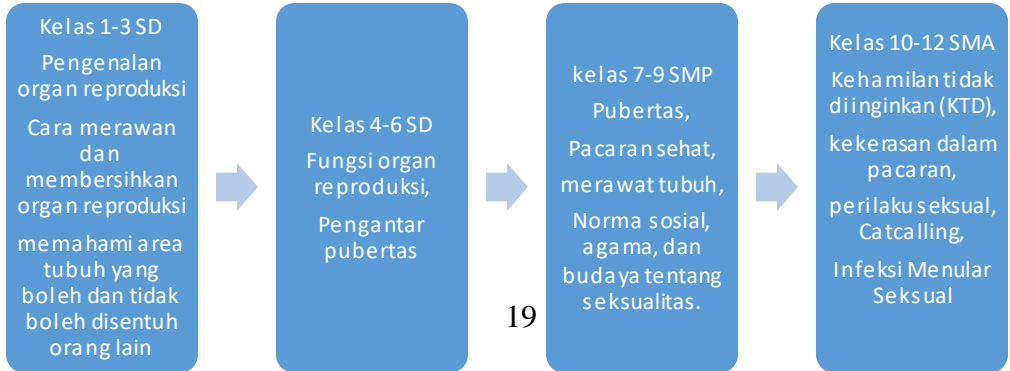 Kelas 1-3 SD
Pengenalan
organ reproduksi
Cara merawan
dan
membersihkan
organ reproduksi
memahami area
tubuh yang
boleh dan tidak
boleh disentuh
orang lain
Kelas 4-6 SD
Fungsi organ
reproduksi,
Pengantar
pubertas
kelas 7-9 SMP
Pubertas,
Pacaran sehat,
merawat tubuh,
Norma sosial,
agama, dan
budaya tentang
seksualitas.
Kelas 10-12 SMA
Kehamilan tidak
diinginkan (KTD),
kekerasan dalam
pacaran,
perilaku seksual,
Catcalling,
Infeksi Menular
Seksual
19